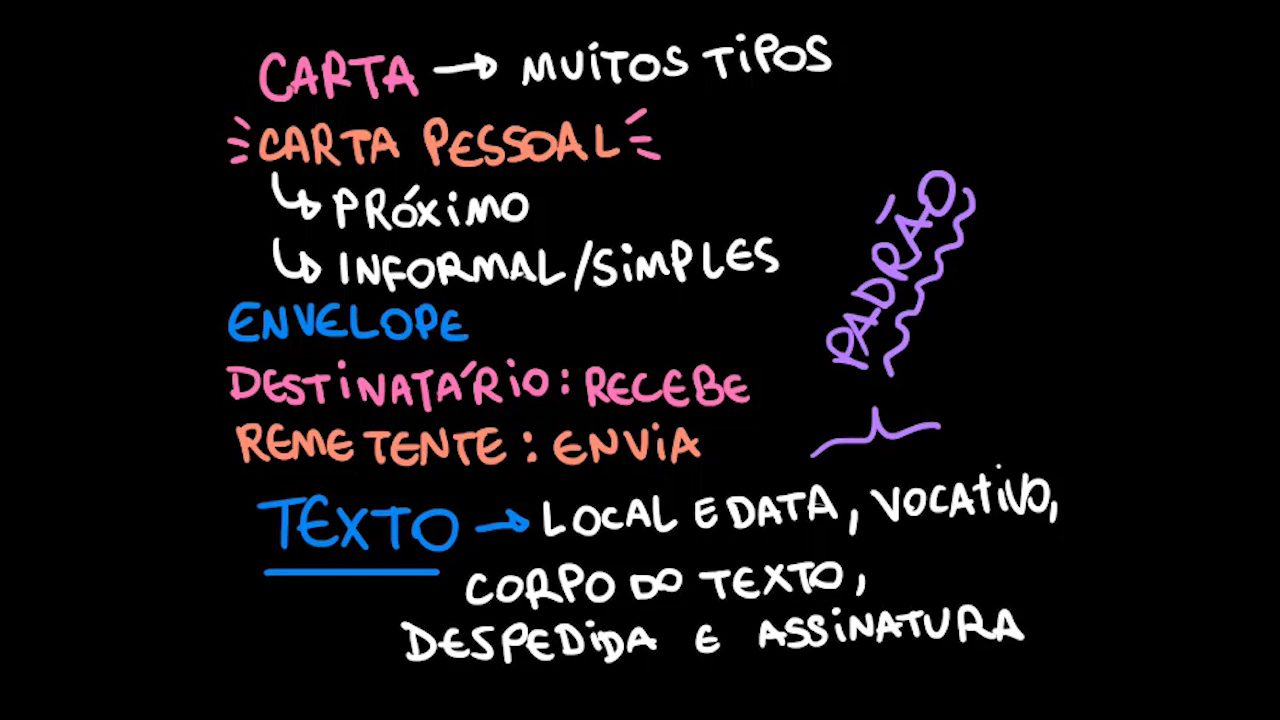 CARTA → MUITOS TIPOS
CARTA PESSOAL
↳ PRÓXIMO
↳ INFORMAL/SIMPLES
PADRÃO
ENVELOPE
DESTINATÁRIO: RECEBE
REMETENTE: ENVIA
TEXTO → LOCAL E DATA, VOCATIVO,
CORPO DO TEXTO,
DESPEDIDA E ASSINATURA